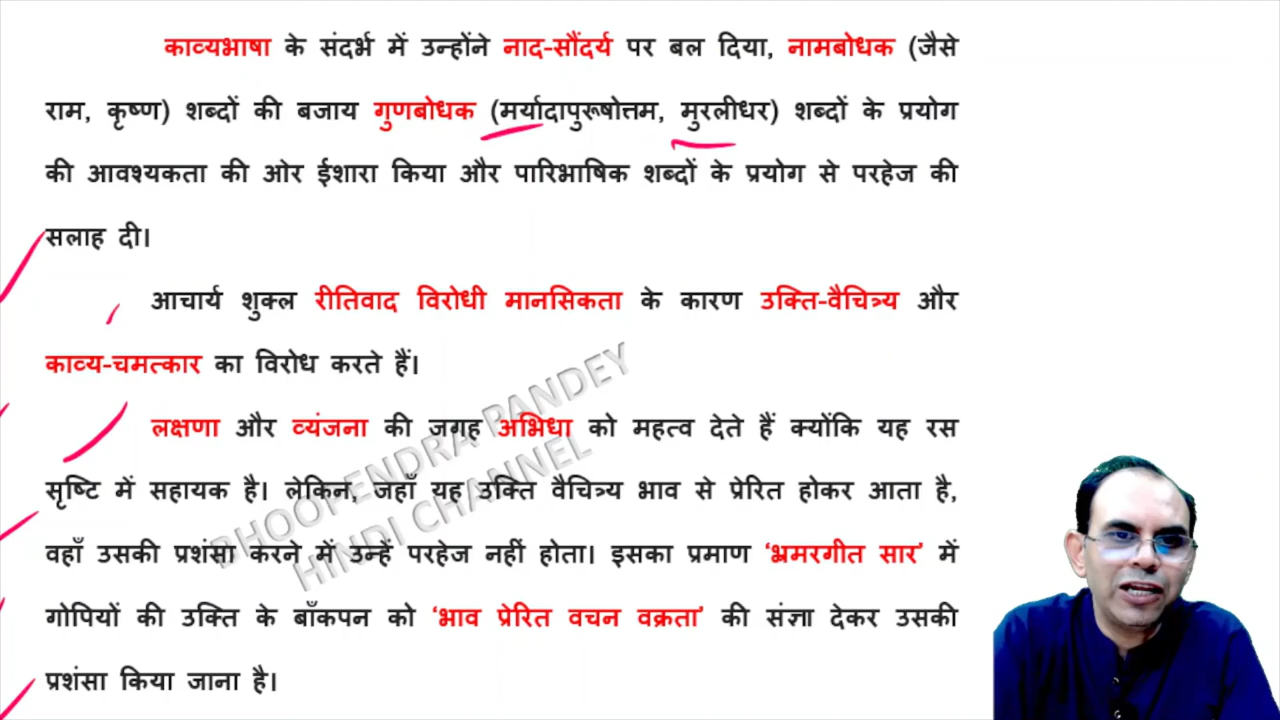 काव्यभाषा के संदर्भ में उन्होंने नाद-सौंदर्य पर बल दिया, नामबोधक (जैसे
राम, कृष्ण) शब्दों की बजाय गुणबोधक (मर्यादापुरूषोत्तम, मुरलीधर) शब्दों के प्रयोग
की आवश्यकता की ओर ईशारा किया और पारिभाषिक शब्दों के प्रयोग से परहेज की
सलाह दी।
आचार्य शुक्ल रीतिवाद विरोधी मानसिकता के कारण उक्ति-वैचित्र्य और
काव्य-चमत्कार का विरोध करते हैं।
लक्षणा और व्यंजना की जगह अभिधा को महत्व देते हैं क्योंकि यह रस
सृष्टि में सहायक है। लेकिन, जहाँ यह उक्ति वैचित्र्य भाव से प्रेरित होकर आता है,
वहाँ उसकी प्रशंसा करने में उन्हें परहेज नहीं होता। इसका प्रमाण ‘भ्रमरगीत सार’ में
गोपियों की उक्ति के बाँकपन को ‘भाव प्रेरित वचन वक्रता’ की संज्ञा देकर उसकी
प्रशंसा किया जाना है।
BHOOPENDRA PANDEY
HINDI CHANNEL